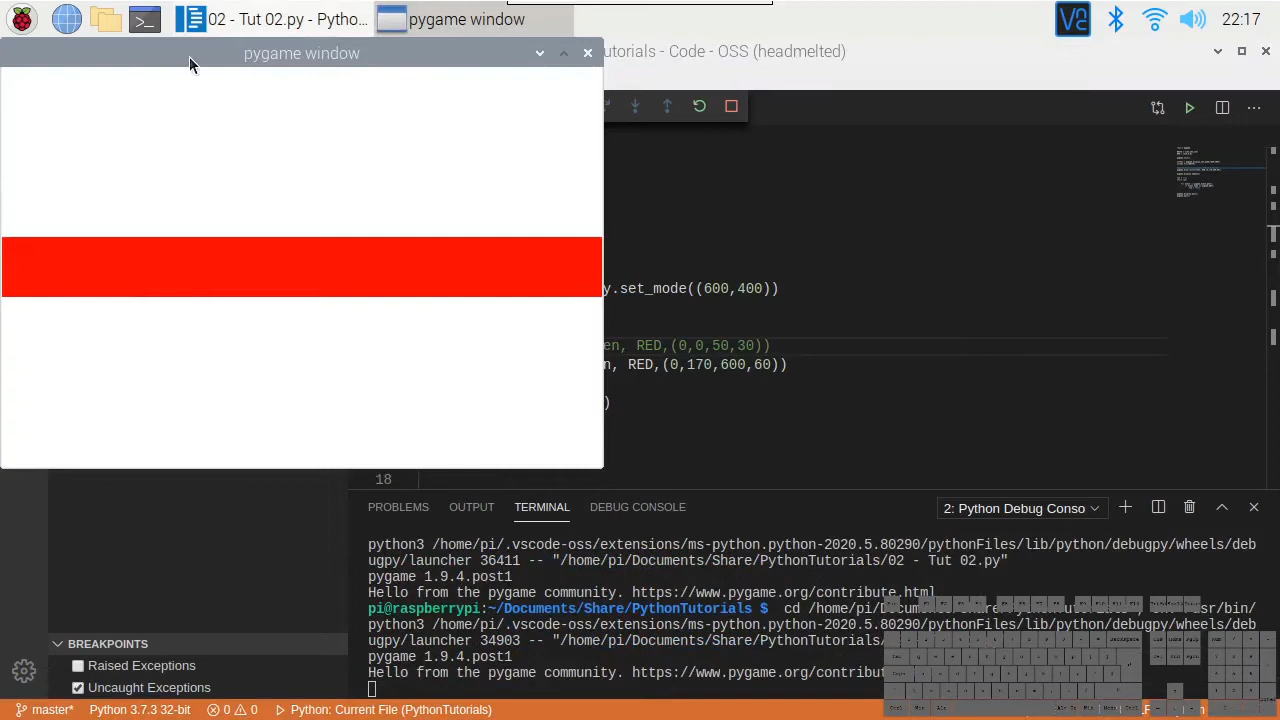 02 - Tut 02.py - Pytho...
pygame window
22:17
pygame window
Tutorials - Code - OSS (headmelted)
y.set_mode((600,400))
en, RED,(0,0,50,30))
n, RED,(0,170,600,60))
)
18
PROBLEMS OUTPUT TERMINAL DEBUG CONSOLE 2: Python Debug Conso
python3 /home/pi/.vscode-oss/extensions/ms-python.python-2020.5.80290/pythonFiles/lib/python/debugpy/wheels/deb
ugpy/launcher 36411 -- "/home/pi/Documents/Share/PythonTutorials/02 - Tut 02.py"
pygame 1.9.4.post1
Hello from the pygame community. https://www.pygame.org/contribute.html
pi@raspberrypi:~/Documents/Share/PythonTutorials $ cd /home/pi/Documents
python3 /home/pi/.vscode-oss/extensions/ms-python.python-2020.5.80290/pythonFiles/lib/python/debugpy/wheels/deb
ugpy/launcher 34903 -- "/home/pi/Documents/Share/PythonTutorials/
pygame 1.9.4.post1
Hello from the pygame community. https://www.pygame.org/contribute
BREAKPOINTS
Raised Exceptions
Uncaught Exceptions
master* Python 3.7.3 32-bit 0 0 Python: Current File (PythonTutorials)